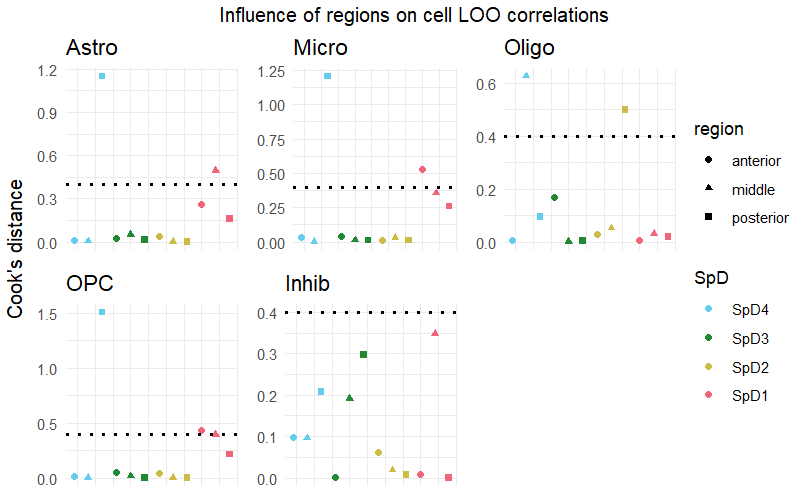 Influence of regions on cell LOO correlations
Cook's distance
Astro
1.2
0.9
0.6
0.3
0.0
Micro
1.25
1.00
0.75
0.50
0.25
0.00
Oligo
0.6
0.4
0.2
0.0
OPC
1.5
1.0
0.5
0.0
Inhib
0.4
0.3
0.2
0.1
0.0
region
anterior
middle
posterior
SpD
SpD4
SpD3
SpD2
SpD1